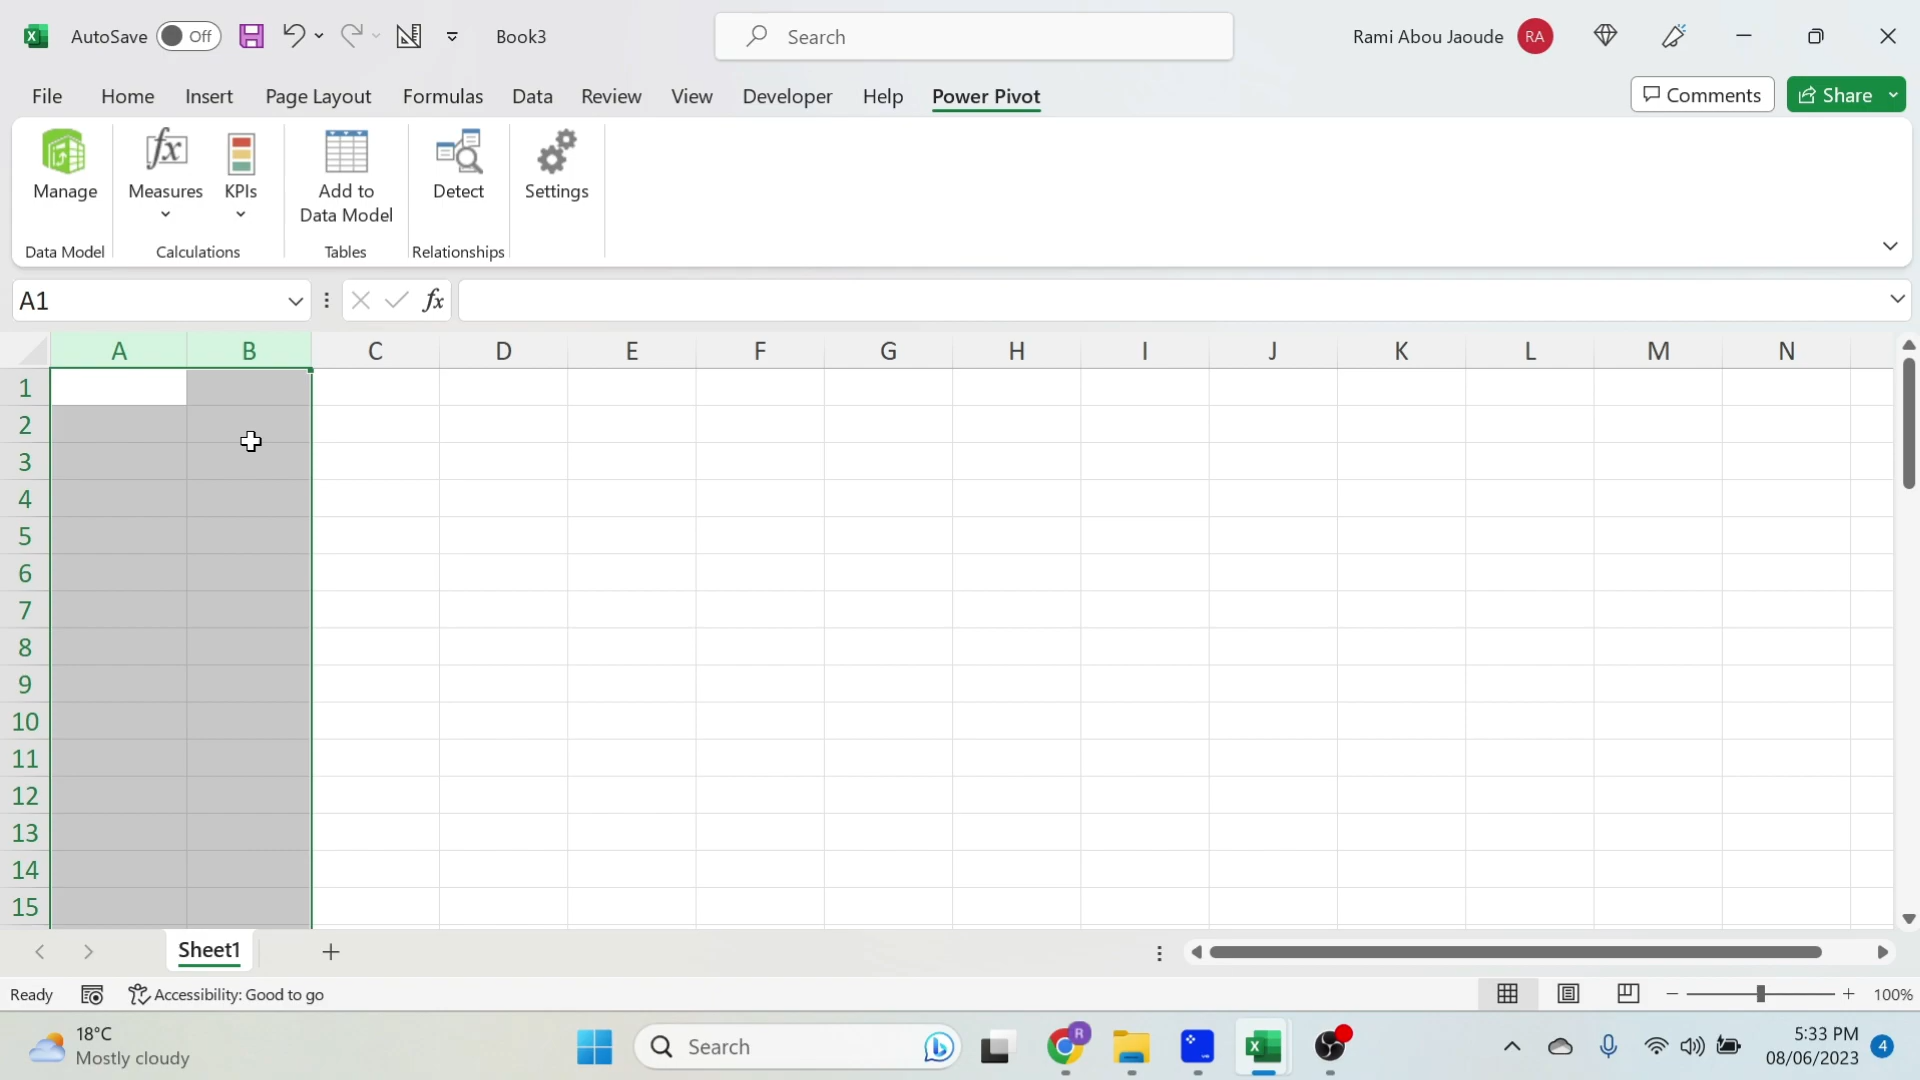 AutoSave Off Book3 Search Rami Abou Jaoude RA
File Home Insert Page Layout Formulas Data Review View Developer Help Power Pivot Comments Share
Manage Measures KPIs Add to Data Model Detect Settings
Data Model Calculations Tables Relationships
A1 fx
A B C D E F G H I J K L M N
1
2
3
4
5
6
7
8
9
10
11
12
13
14
15
Sheet1
Ready Accessibility: Good to go 100%
18°C
Mostly cloudy
Search
R
5:33 PM
08/06/2023
4